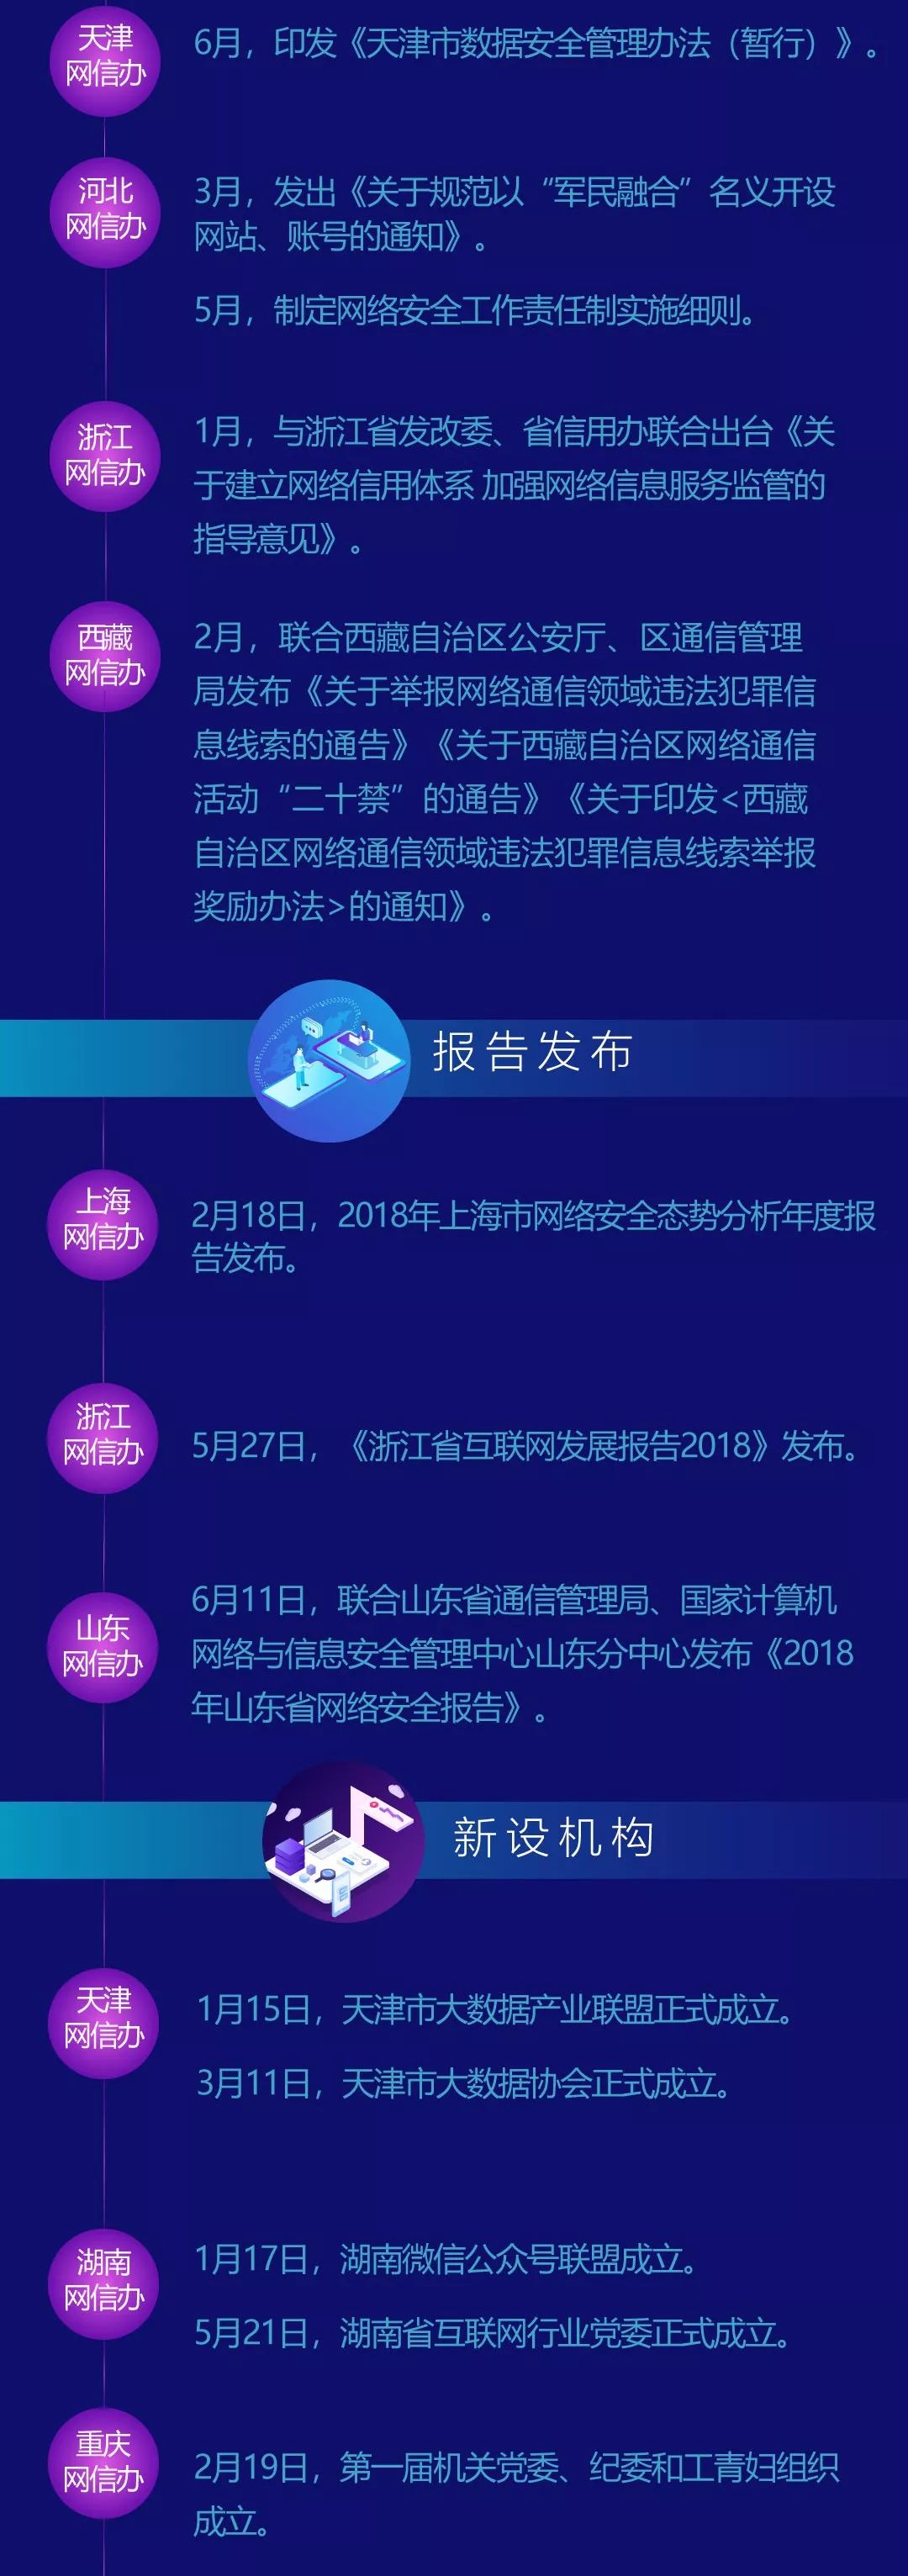 天津
网信办
6月，印发《天津市数据安全管理办法（暂行）》。
河北
网信办
3月，发出《关于规范以“军民融合”名义开设
网站、账号的通知》。
5月，制定网络安全工作责任制实施细则。
浙江
网信办
1月，与浙江省发改委、省信用办联合出台《关
于建立网络信用体系 加强网络信息服务监管的
指导意见》。
西藏
网信办
2月，联合西藏自治区公安厅、区通信管理
局发布《关于举报网络通信领域违法犯罪信
息线索的通告》《关于西藏自治区网络通信
活动“二十禁”的通告》《关于印发<西藏
自治区网络通信领域违法犯罪信息线索举报
奖励办法>的通知》。
报告发布
上海
网信办
2月18日，2018年上海市网络安全态势分析年度报
告发布。
浙江
网信办
5月27日，《浙江省互联网发展报告2018》发布。
山东
网信办
6月11日，联合山东省通信管理局、国家计算机
网络与信息安全管理中心山东分中心发布《2018
年山东省网络安全报告》。
新设机构
天津
网信办
1月15日，天津市大数据产业联盟正式成立。
3月11日，天津市大数据协会正式成立。
湖南
网信办
1月17日，湖南微信公众号联盟成立。
5月21日，湖南省互联网行业党委正式成立。
重庆
网信办
2月19日，第一届机关党委、纪委和工青妇组织
成立。